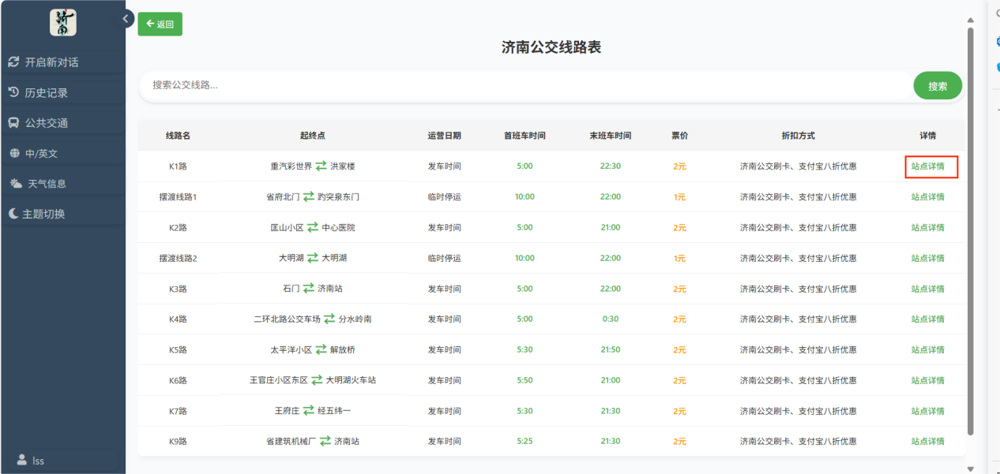 济南
返回
济南公交线路表
开启新对话
历史记录
公共交通
中/英文
天气信息
主题切换
lss
搜索公交线路...
搜索
线路名 起终点 运营日期 首班车时间 末班车时间 票价 折扣方式 详情
K1路 重汽彩世界 洪家楼 发车时间 5:00 22:30 2元 济南公交刷卡、支付宝八折优惠 站点详情
摆渡线路1 省府北门 趵突泉东门 临时停运 10:00 22:00 1元 济南公交刷卡、支付宝八折优惠 站点详情
K2路 匡山小区 中心医院 发车时间 5:00 21:00 2元 济南公交刷卡、支付宝八折优惠 站点详情
摆渡线路2 大明湖 大明湖 临时停运 10:00 22:00 1元 济南公交刷卡、支付宝八折优惠 站点详情
K3路 石门 济南站 发车时间 5:00 22:00 2元 济南公交刷卡、支付宝八折优惠 站点详情
K4路 二环北路公交车场 分水岭南 发车时间 5:00 0:30 2元 济南公交刷卡、支付宝八折优惠 站点详情
K5路 太平洋小区 解放桥 发车时间 5:30 21:50 2元 济南公交刷卡、支付宝八折优惠 站点详情
K6路 王官庄小区东区 大明湖火车站 发车时间 5:50 21:00 2元 济南公交刷卡、支付宝八折优惠 站点详情
K7路 王府庄 经五纬一 发车时间 5:30 21:30 2元 济南公交刷卡、支付宝八折优惠 站点详情
K9路 省建筑机械厂 济南站 发车时间 5:25 21:30 2元 济南公交刷卡、支付宝八折优惠 站点详情